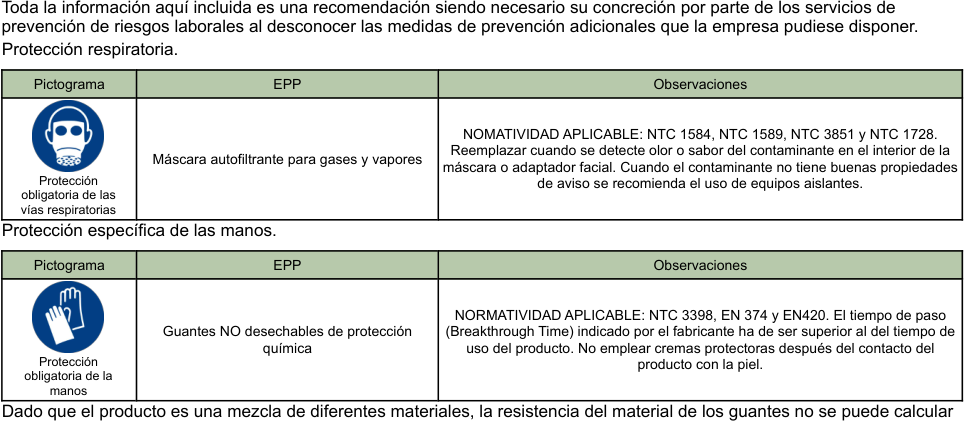 Toda la información aquí incluida es una recomendación siendo necesario su concreción por parte de los servicios de
prevención de riesgos laborales al desconocer las medidas de prevención adicionales que la empresa pudiese disponer.
Protección respiratoria.
Pictograma
EPP
Observaciones
Protección
obligatoria de las
vías respiratorias
Máscara autofiltrante para gases y vapores
NOMATIVIDAD APLICABLE: NTC 1584, NTC 1589, NTC 3851 y NTC 1728.
Reemplazar cuando se detecte olor o sabor del contaminante en el interior de la
máscara o adaptador facial. Cuando el contaminante no tiene buenas propiedades
de aviso se recomienda el uso de equipos aislantes.
Protección específica de las manos.
Pictograma
EPP
Observaciones
Protección
obligatoria de la
manos
Guantes NO desechables de protección
química
NORMATIVIDAD APLICABLE: NTC 3398, EN 374 y EN420. El tiempo de paso
(Breakthrough Time) indicado por el fabricante ha de ser superior al del tiempo de
uso del producto. No emplear cremas protectoras después del contacto del
producto con la piel.
Dado que el producto es una mezcla de diferentes materiales, la resistencia del material de los guantes no se puede calcular